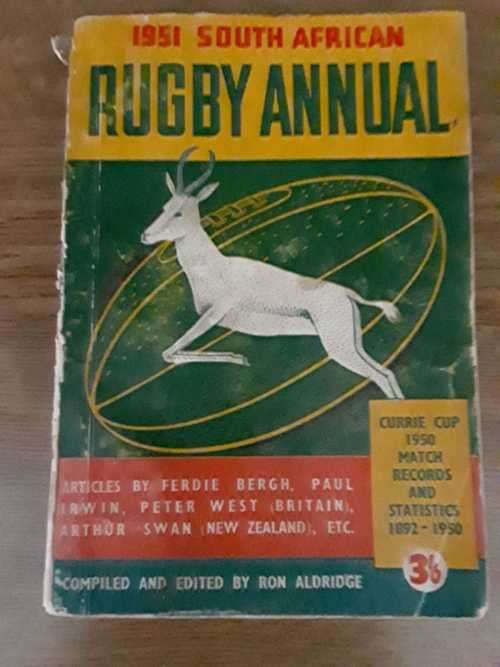 1951 SOUTH AFRICAN
RUGBY ANNUAL
CURRIE CUP
1950
MATCH
RECORDS
AND
STATISTICS
1892-1950
ARTICLES BY FERDIE BERGH, PAUL
IRWIN, PETER WEST (BRITAIN),
ARTHUR SWAN (NEW ZEALAND), ETC.
COMPILED AND EDITED BY RON ALDRIDGE
3/6